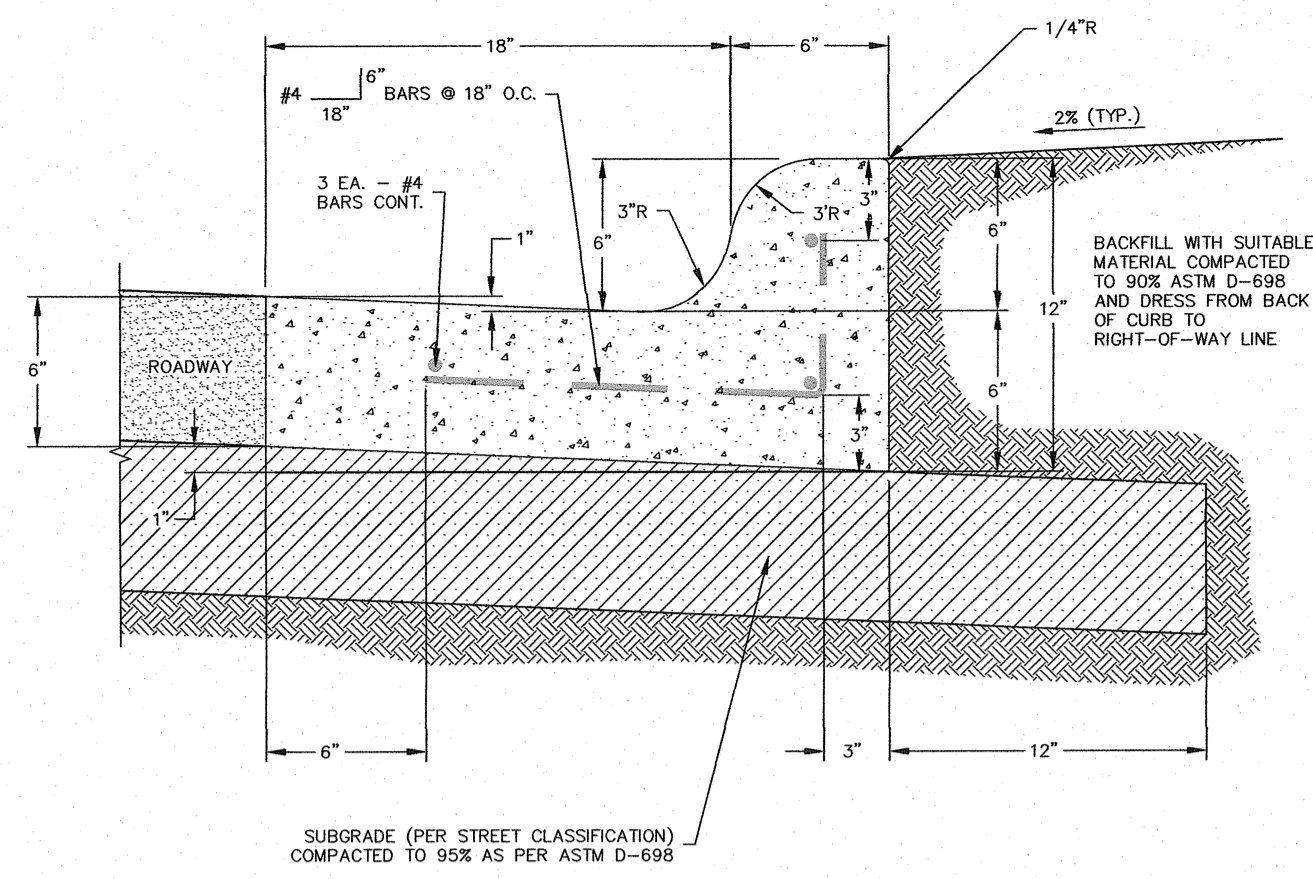 18"
6"
1/4"R
#4
6"
18"
BARS @ 18" O.C.
2% (TYP.)
3 EA. - #4
BARS CONT.
1"
6"
3"R
3'R
3"
6"
12"
BACKFILL WITH SUITABLE
MATERIAL COMPACTED
TO 90% ASTM D-698
AND DRESS FROM BACK
OF CURB TO
RIGHT-OF-WAY LINE
6"
ROADWAY
6"
3"
1"
6"
3"
12"
SUBGRADE (PER STREET CLASSIFICATION)
COMPACTED TO 95% AS PER ASTM D-698